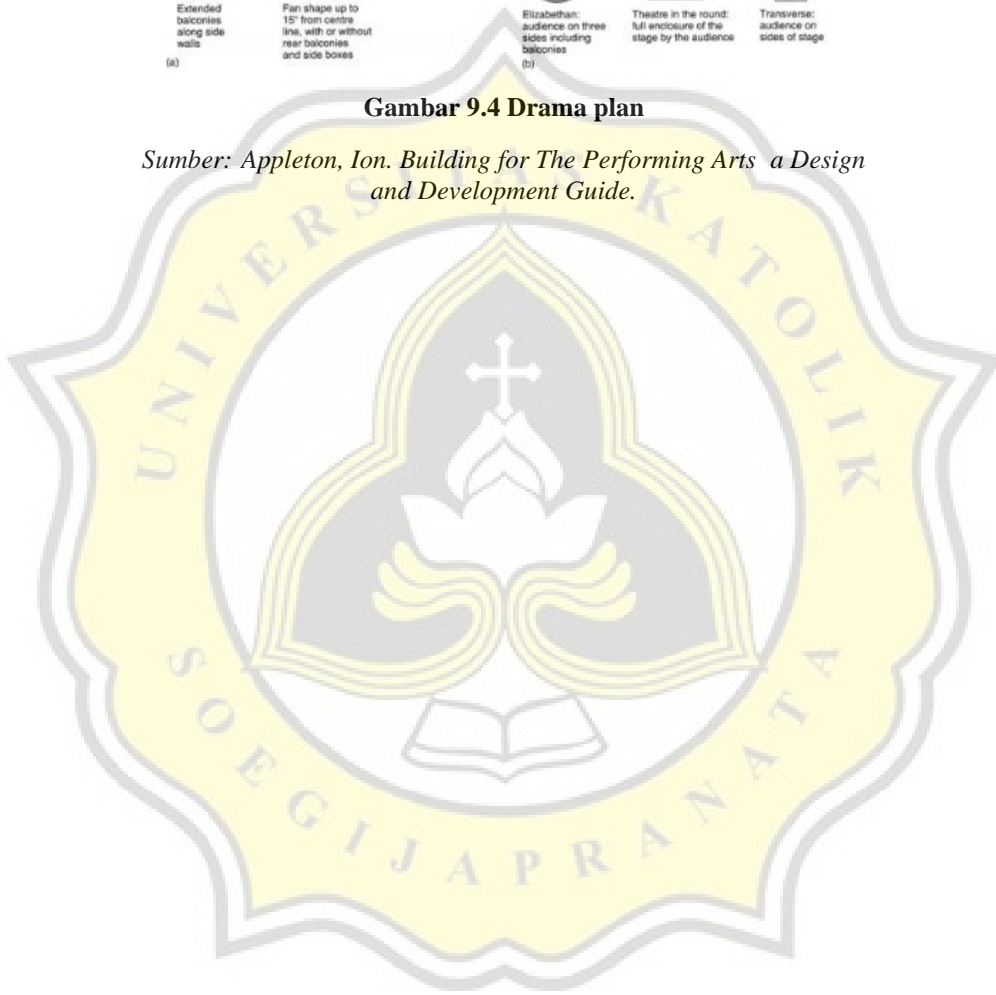 Extended
balconies
along side
walls
Fan shape up to
15° from centre
line, with or without
rear balconies
and side boxes
(a)
Elizabethan:
audience on three
sides including
balconies
(b)
Theatre in the round:
full enclosure of the
stage by the audience
Transverse:
audience on
sides of stage
Gambar 9.4 Drama plan
Sumber: Appleton, Ion. Building for The Performing Arts a Design
and Development Guide.
UNIVERSITAS KATOLIK
SOEGIJAPRANATA